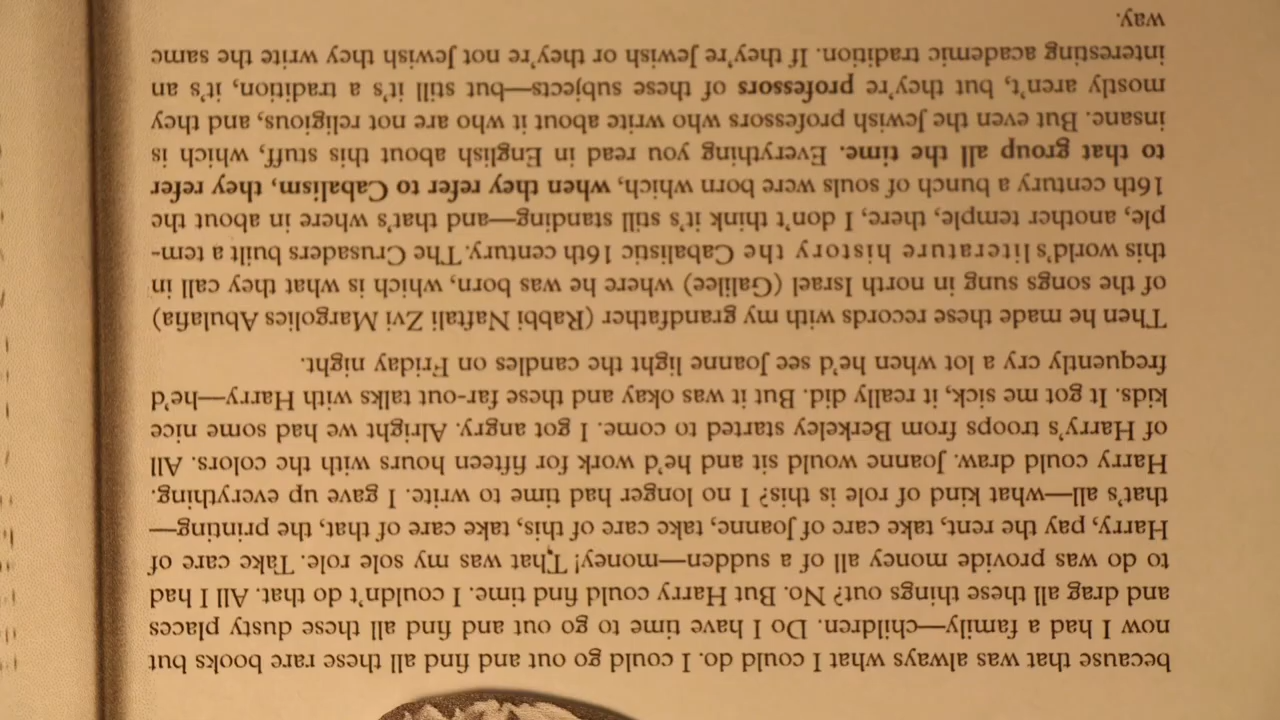 because that was always what I could do. I could go out and find all these rare books but
now I had a family—children. Do I have time to go out and find all these dusty places
and drag all these things out? No. But Harry could find time. I couldn't do that. All I had
to do was provide money all of a sudden—money! That was my sole role. Take care of
Harry, pay the rent, take care of Joanne, take care of this, take care of that, the printing—
that's all—what kind of role is this? I no longer had time to write. I gave up everything.
Harry could draw. Joanne would sit and he'd work for fifteen hours with the colors. All
of Harry's troops from Berkeley started to come. I got angry. Alright we had some nice
kids. It got me sick, it really did. But it was okay and these far-out talks with Harry—he'd
frequently cry a lot when he'd see Joanne light the candles on Friday night.
Then he made these records with my grandfather (Rabbi Naftali Zvi Margolies Abulafia)
of the songs sung in north Israel (Galilee) where he was born, which is what they call in
this world's literature history the Cabalistic 16th century. The Crusaders built a tem-
ple, another temple, there, I don't think it's still standing—and that's where in about the
16th century a bunch of souls were born which, when they refer to Cabalism, they refer
to that group all the time. Everything you read in English about this stuff, which is
insane. But even the Jewish professors who write about it who are not religious, and they
mostly aren't, but they're professors of these subjects—but still it's a tradition, it's an
interesting academic tradition. If they're Jewish or they're not Jewish they write the same
way.